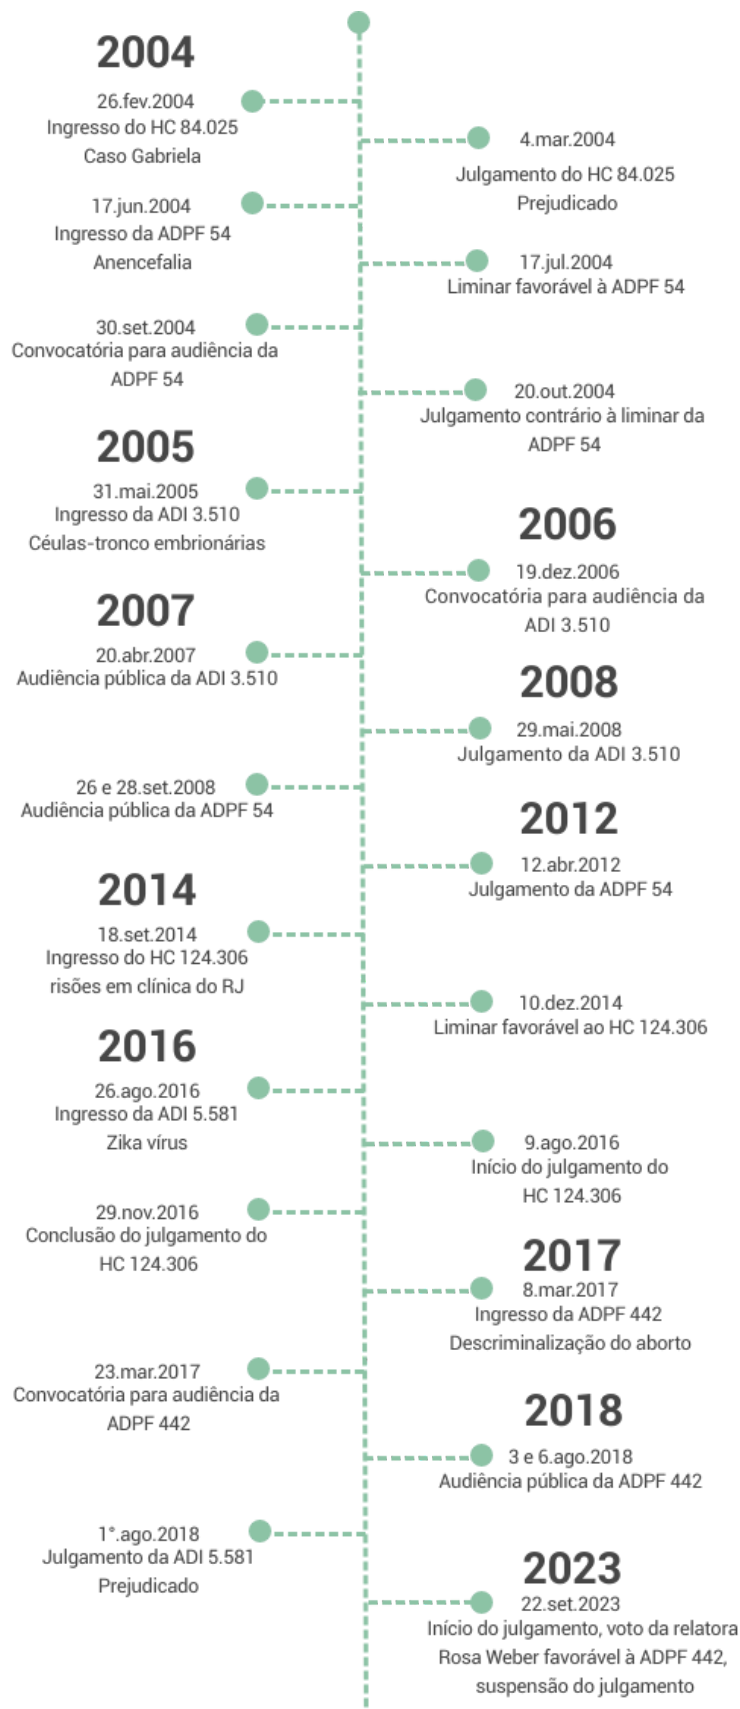 2004
26.fev.2004
Ingresso do HC 84.025
Caso Gabriela
4.mar.2004
Julgamento do HC 84.025
Prejudicado
17.jun.2004
Ingresso da ADPF 54
Anencefalia
17.jul.2004
Liminar favorável à ADPF 54
30.set.2004
Convocatória para audiência da
ADPF 54
20.out.2004
Julgamento contrário à liminar da
ADPF 54
2005
31.mai.2005
Ingresso da ADI 3.510
Céulas-tronco embrionárias
2006
19.dez.2006
Convocatória para audiência da
ADI 3.510
2007
20.abr.2007
Audiência pública da ADI 3.510
2008
29.mai.2008
Julgamento da ADI 3.510
26 e 28.set.2008
Audiência pública da ADPF 54
2012
12.abr.2012
Julgamento da ADPF 54
2014
18.set.2014
Ingresso do HC 124.306
risões em clínica do RJ
10.dez.2014
Liminar favorável ao HC 124.306
2016
26.ago.2016
Ingresso da ADI 5.581
Zika vírus
9.ago.2016
Início do julgamento do
HC 124.306
29.nov.2016
Conclusão do julgamento do
HC 124.306
2017
8.mar.2017
Ingresso da ADPF 442
Descriminalização do aborto
23.mar.2017
Convocatória para audiência da
ADPF 442
2018
3 e 6.ago.2018
Audiência pública da ADPF 442
1°.ago.2018
Julgamento da ADI 5.581
Prejudicado
2023
22.set.2023
Início do julgamento, voto da relatora
Rosa Weber favorável à ADPF 442,
suspensão do julgamento